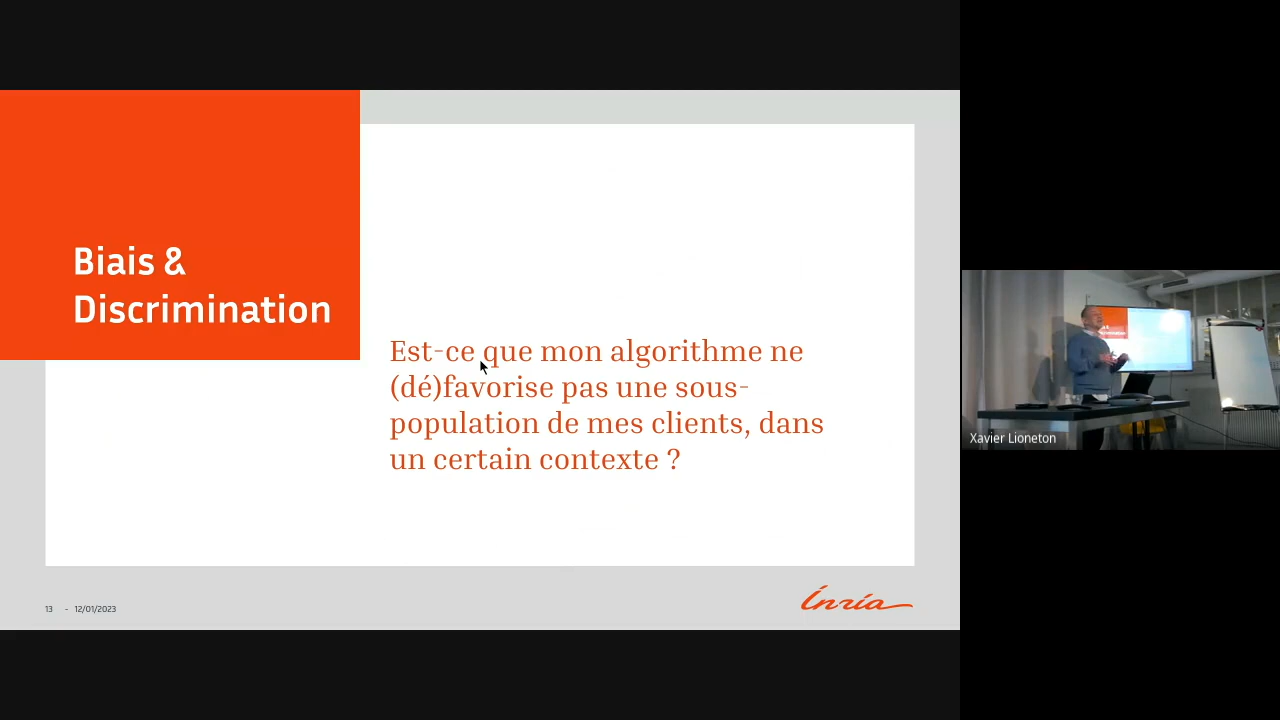 Biais &
Discrimination
Est-ce que mon algorithme ne
(dé)favorise pas une sous-
population de mes clients, dans
un certain contexte ?
13 - 12/01/2023
Inria
Xavier Lioneton